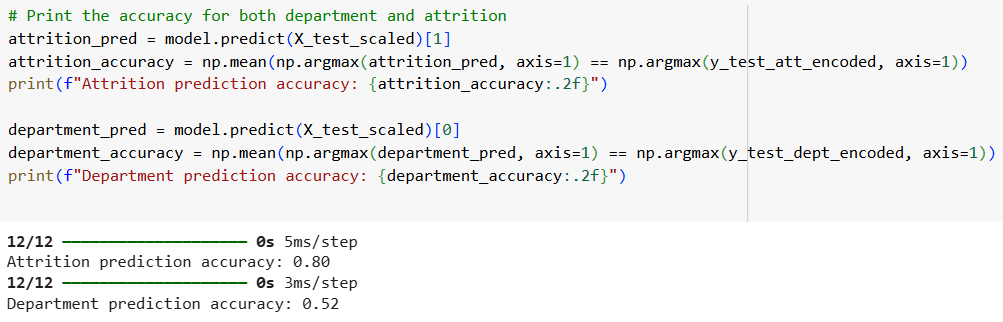 # Print the accuracy for both department and attrition
attrition_pred = model.predict(X_test_scaled)[1]
attrition_accuracy = np.mean(np.argmax(attrition_pred, axis=1) == np.argmax(y_test_att_encoded, axis=1))
print(f"Attrition prediction accuracy: {attrition_accuracy:.2f}")
department_pred = model.predict(X_test_scaled)[0]
department_accuracy = np.mean(np.argmax(department_pred, axis=1) == np.argmax(y_test_dept_encoded, axis=1))
print(f"Department prediction accuracy: {department_accuracy:.2f}")
12/12 ━━━━━━━━━━━━━━━━━━━━ 0s 5ms/step
Attrition prediction accuracy: 0.80
12/12 ━━━━━━━━━━━━━━━━━━━━ 0s 3ms/step
Department prediction accuracy: 0.52